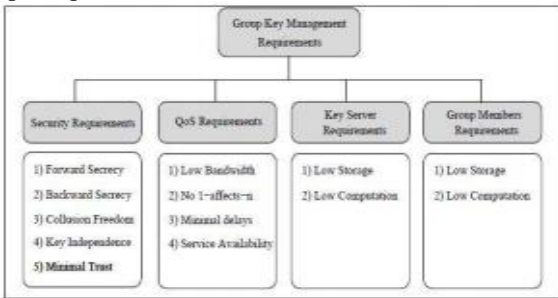 Group Key Management
Requirements
Security Requirements
QoS Requirements
Key Server
Requirements
Group Members
Requirements
1) Forward Secrecy
2) Backward Secrecy
3) Collusion Freedom
4) Key Independence
5) Minimal Trust
1) Low Bandwidth
2) No 1-affects-n
3) Minimal delays
4) Service Availability
1) Low Storage
2) Low Computation
1) Low Storage
2) Low Computation